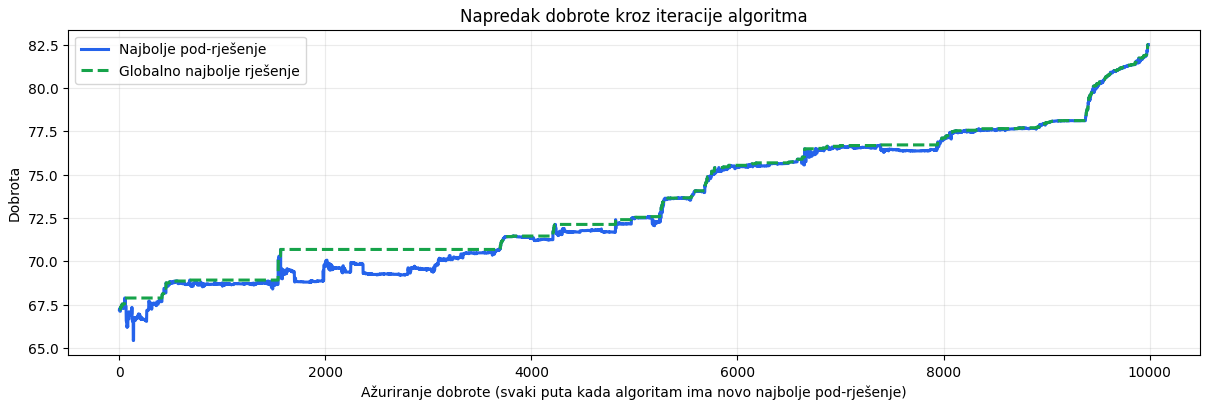 Napredak dobrote kroz iteracije algoritma
Najbolje pod-rješenje
Globalno najbolje rješenje
Dobrota
82.5
80.0
77.5
75.0
72.5
70.0
67.5
65.0
0
2000
4000
6000
8000
10000
Ažuriranje dobrote (svaki puta kada algoritam ima novo najbolje pod-rješenje)